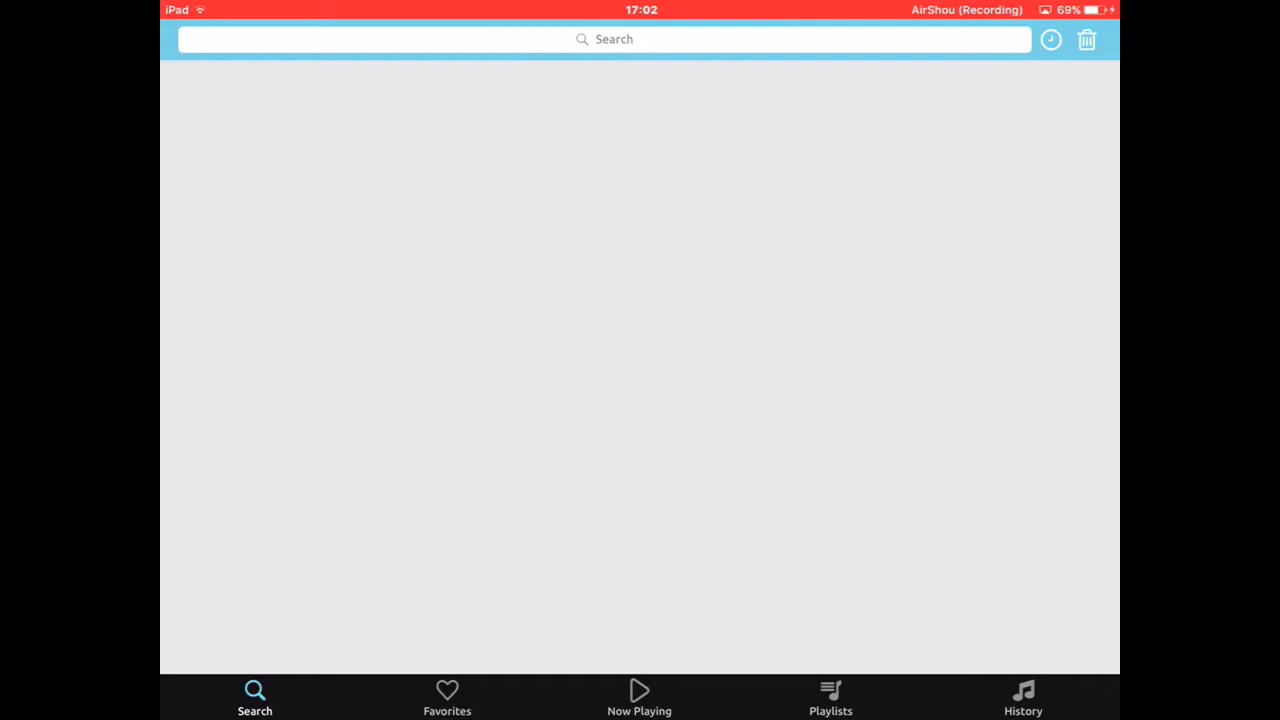 iPad 17:02 AirShou (Recording) 69%
Search
Search Favorites Now Playing Playlists History